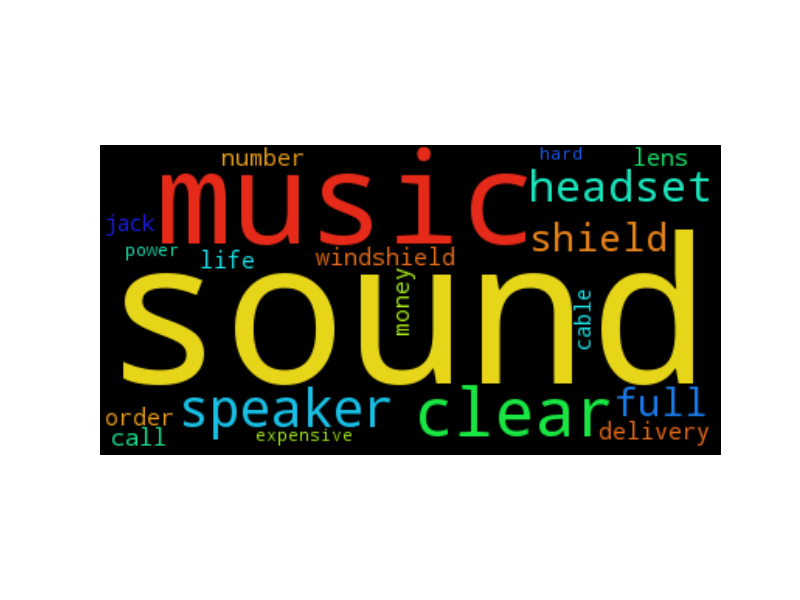 number
hard
lens
music
headset
jack
shield
power
life
windshield
sound
money
cable
speaker
clear
full
order
delivery
call
expensive